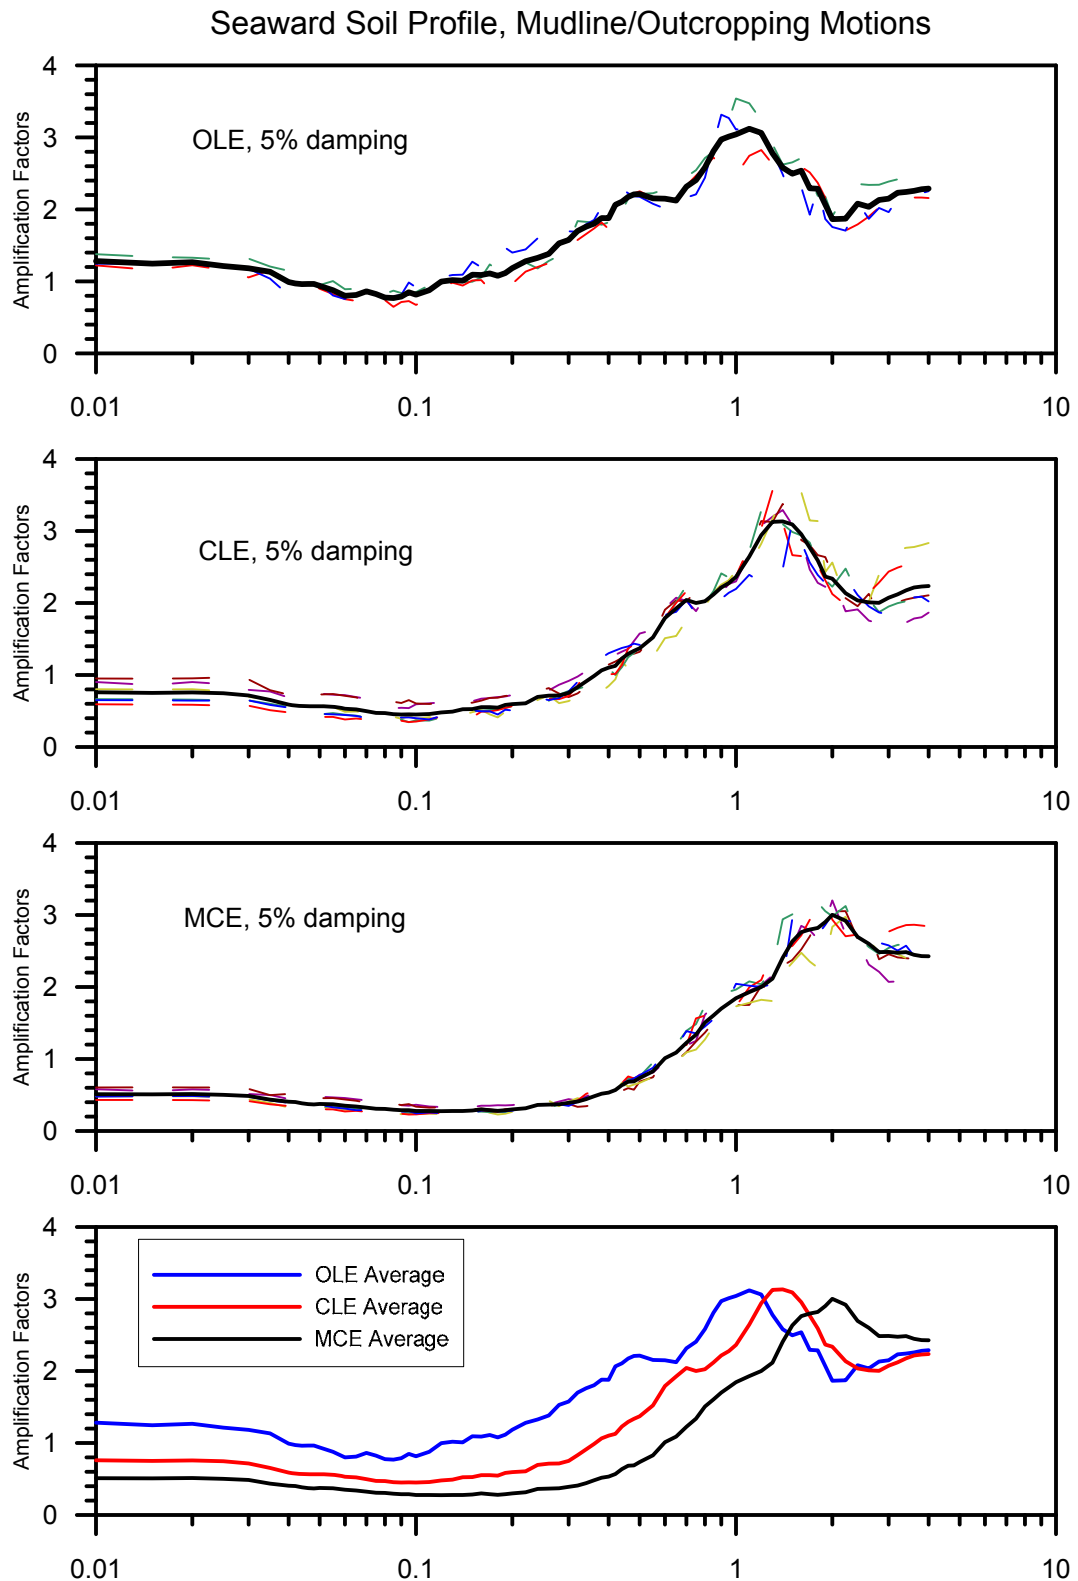 Seaward Soil Profile, Mudline/Outcropping Motions
4
3
2
1
0
Amplification Factors
OLE, 5% damping
0.01 0.1 1 10
4
3
2
1
0
Amplification Factors
CLE, 5% damping
0.01 0.1 1 10
4
3
2
1
0
Amplification Factors
MCE, 5% damping
0.01 0.1 1 10
4
3
2
1
0
Amplification Factors
OLE Average
CLE Average
MCE Average
0.01 0.1 1 10